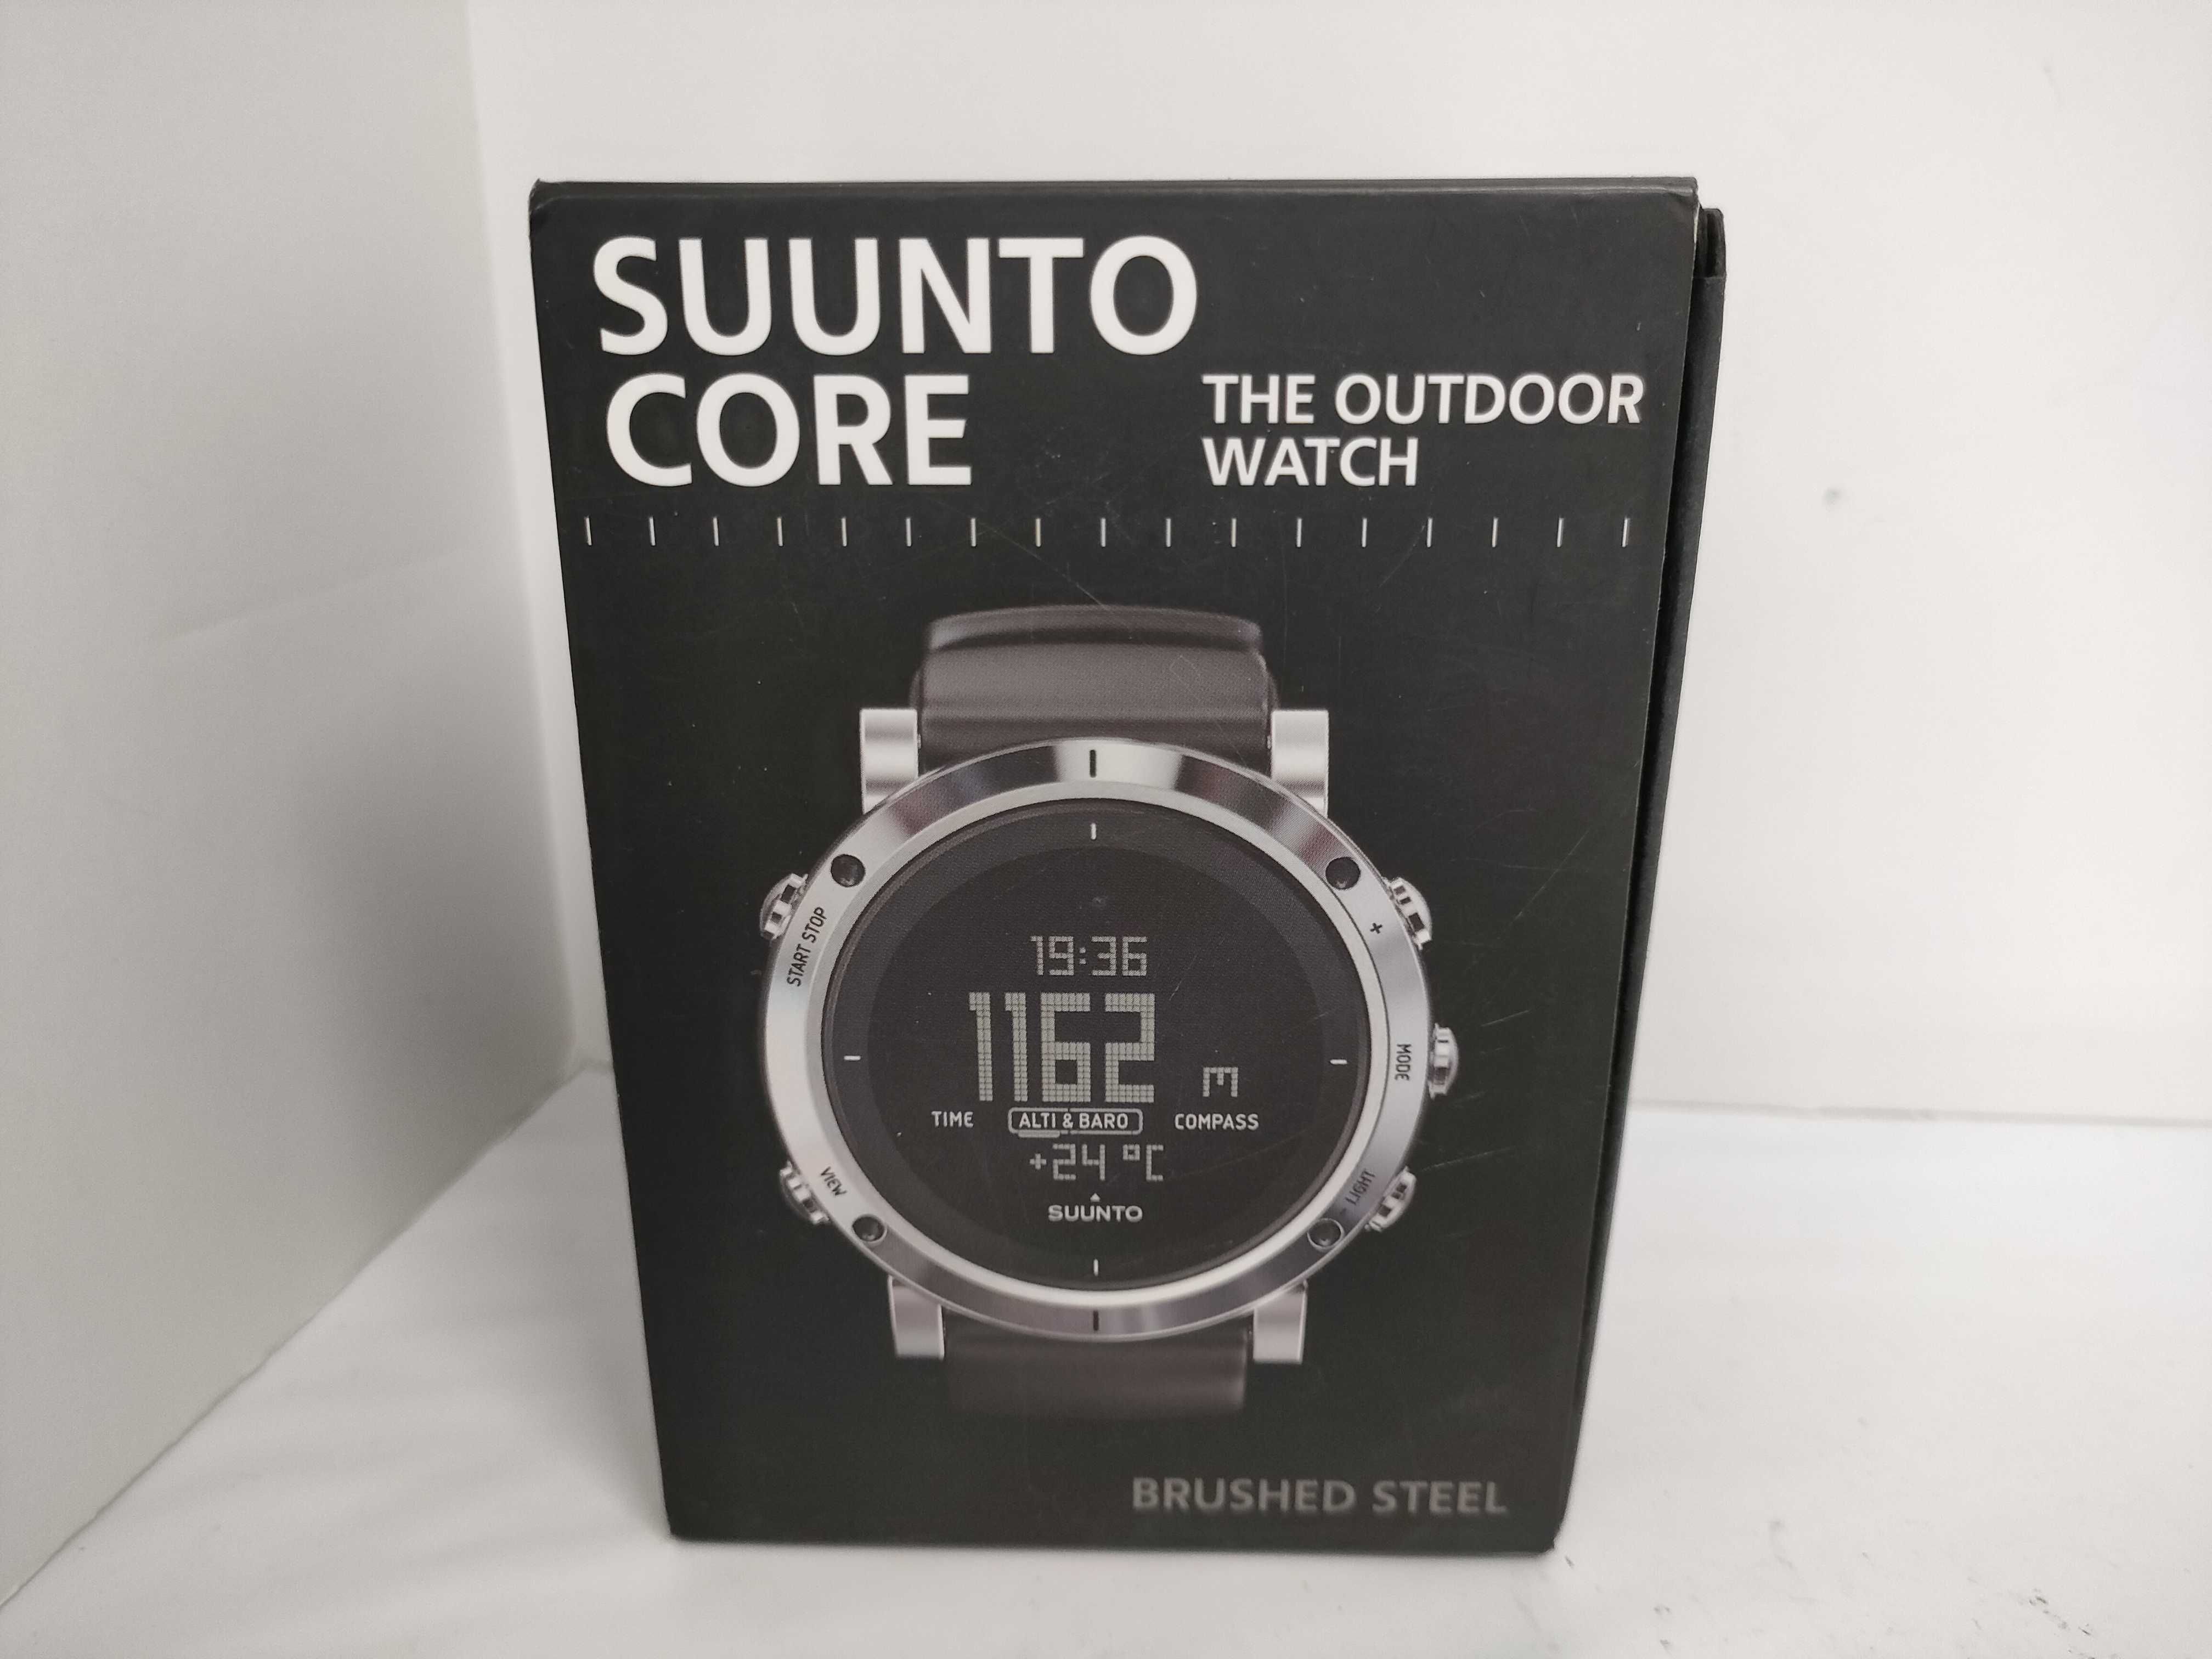 SUUNTO
CORE
THE OUTDOOR
WATCH
START STOP
+
19:36
1162 m
MODE
TIME ALTI & BARO COMPASS
+24 °C
VIEW
- LIGHT
SUUNTO
BRUSHED STEEL